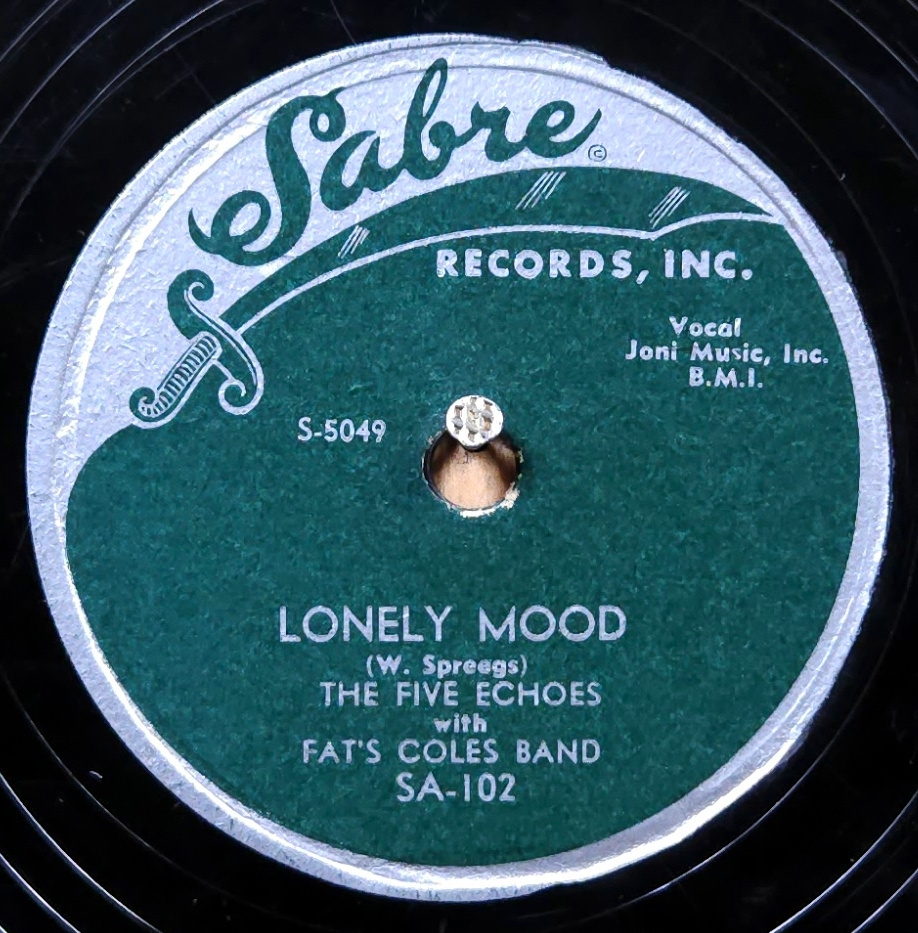 Sabre ©
RECORDS, INC.
Vocal
Joni Music, Inc.
B.M.I.
S-5049
LONELY MOOD
(W. Spreegs)
THE FIVE ECHOES
with
FAT'S COLES BAND
SA-102